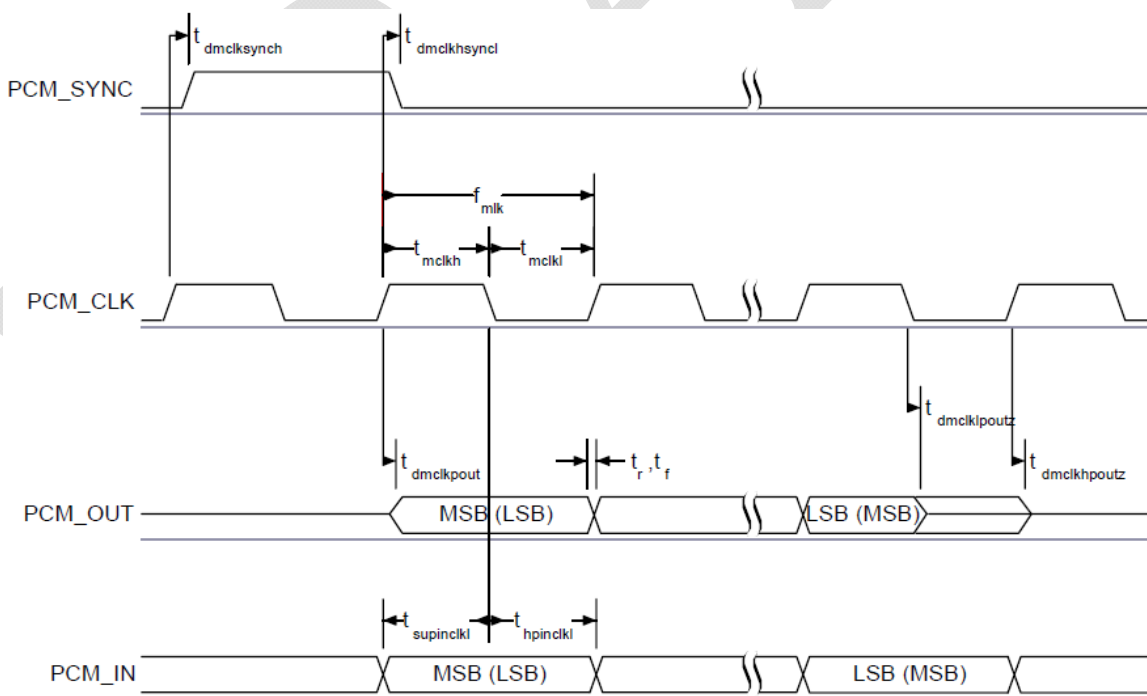 t dmclksynch
t dmclkhsyncl
PCM_SYNC
f mlk
t mclkh
t mclkl
PCM_CLK
t dmclklpoutz
t dmclkpout
t r ,t f
t dmclkhpoutz
PCM_OUT
MSB (LSB)
LSB (MSB)
t supinclkl
t hpinclkl
PCM_IN
MSB (LSB)
LSB (MSB)